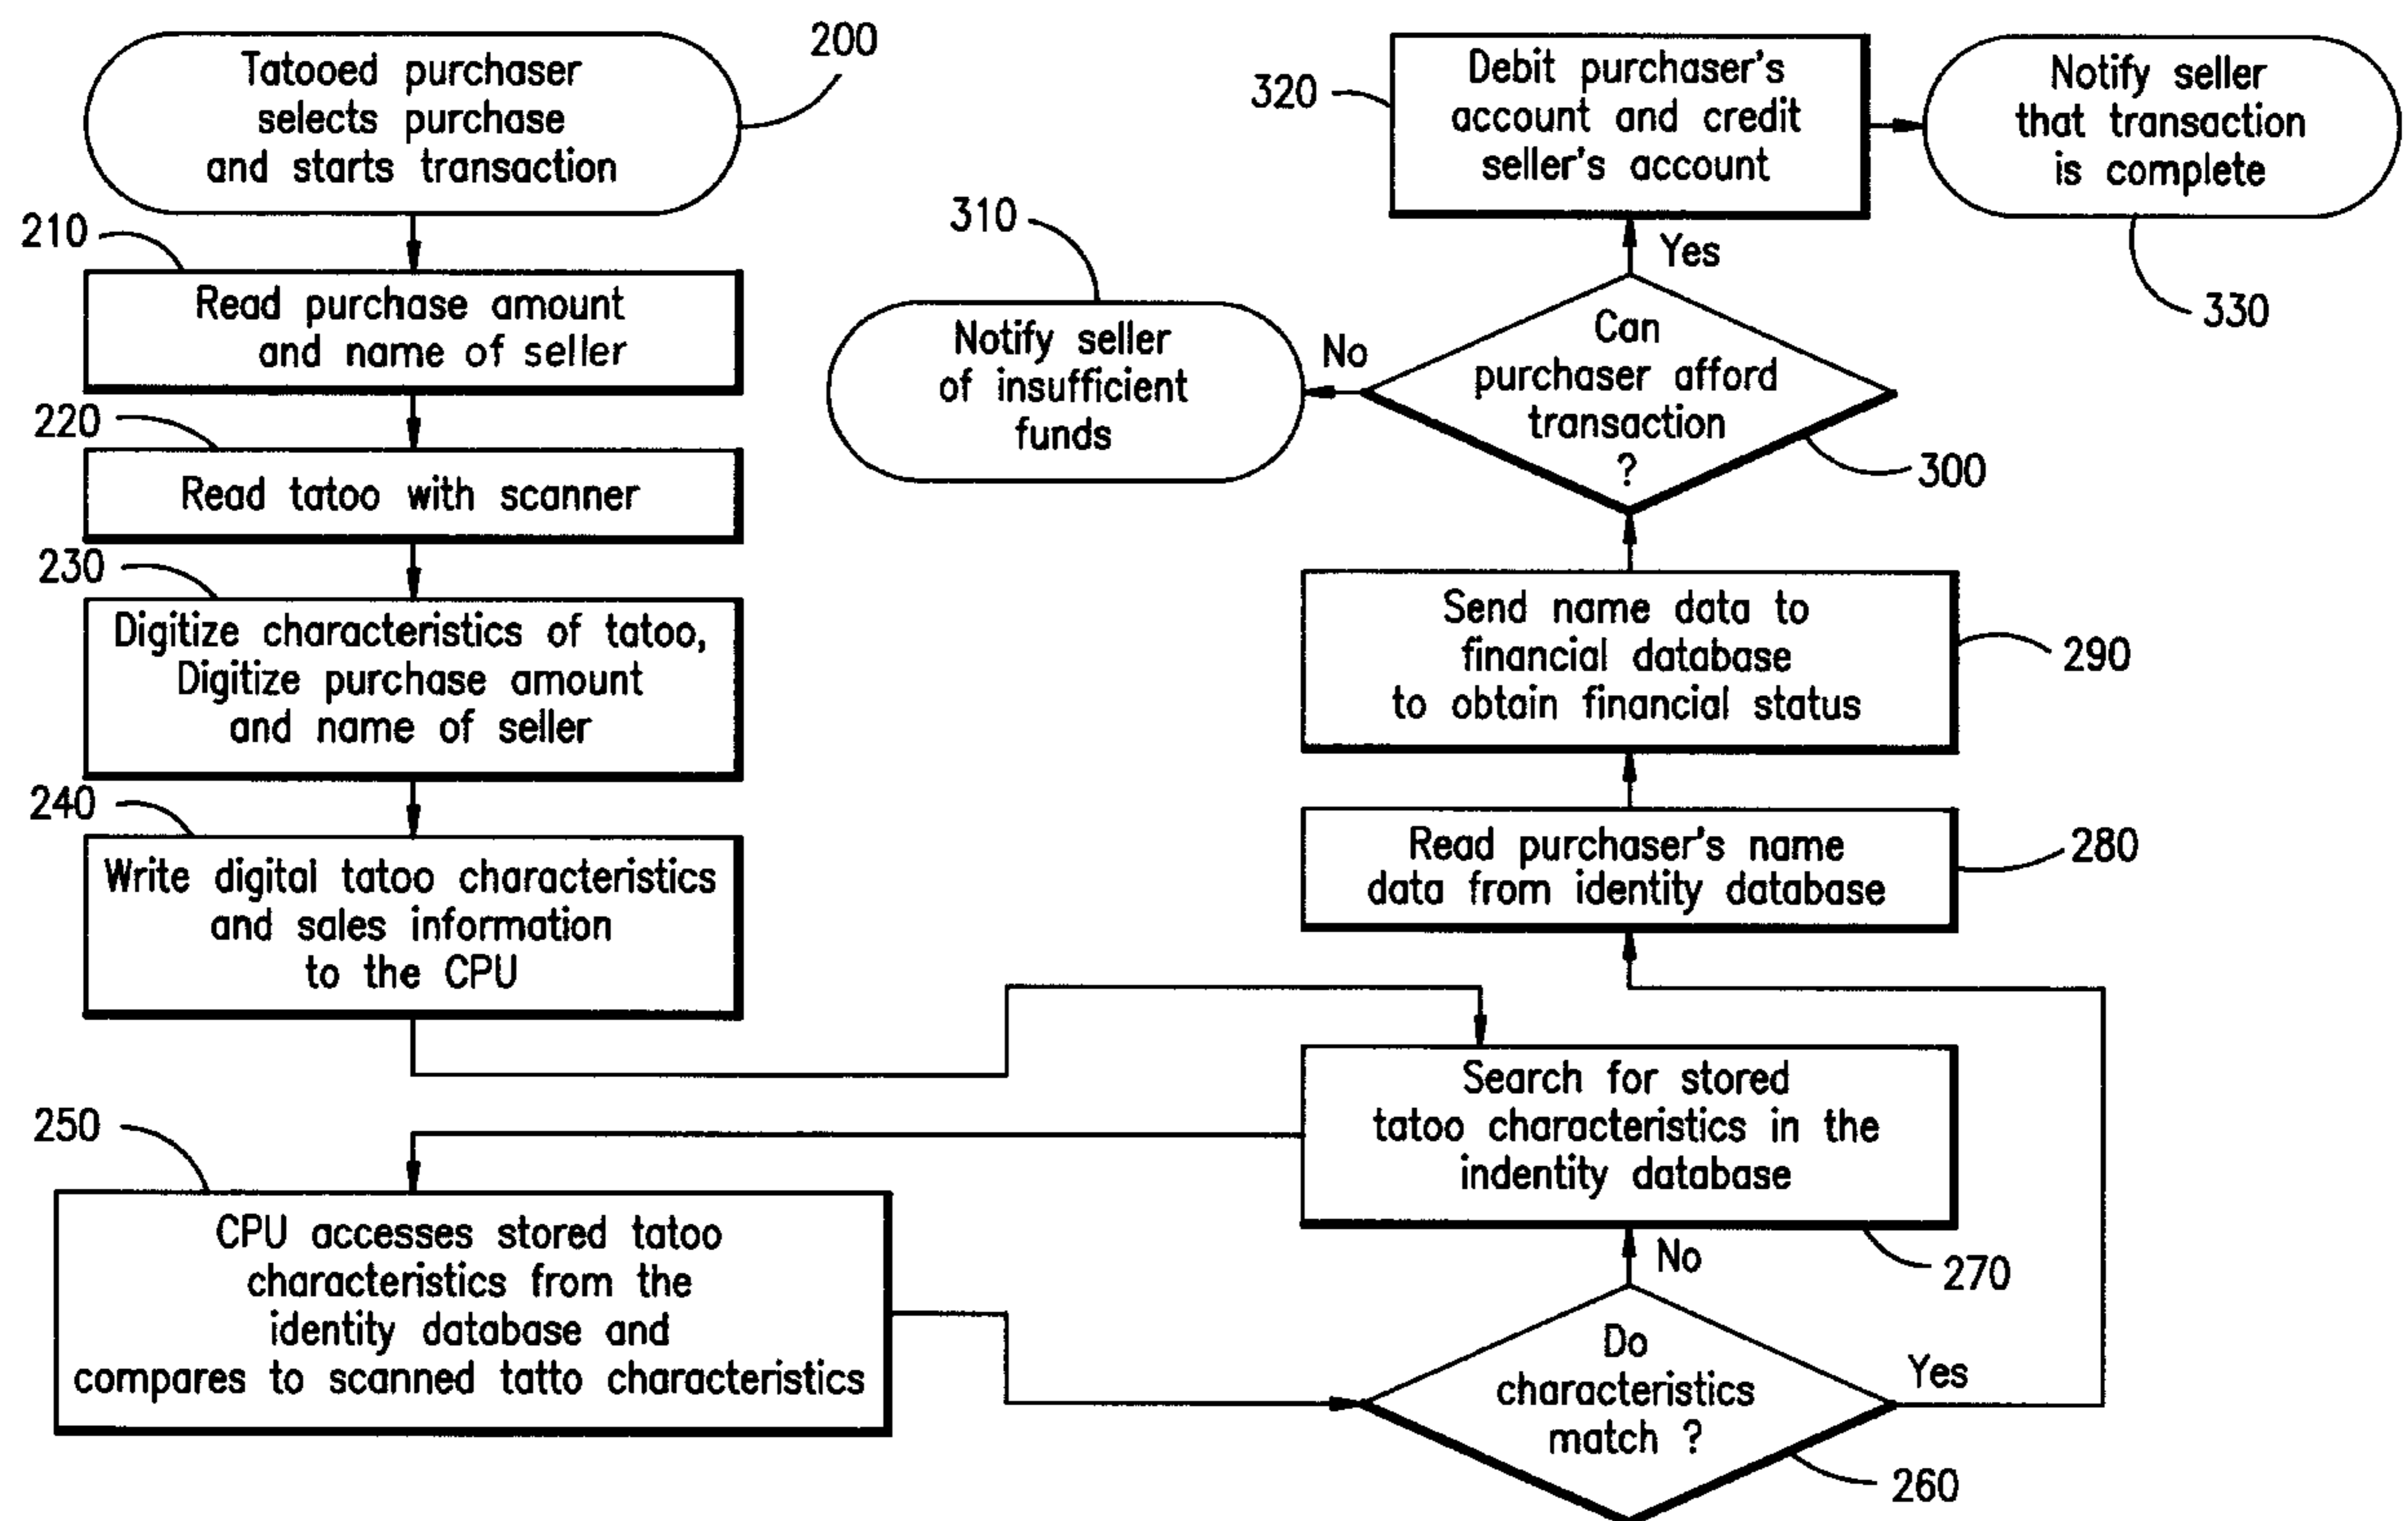 Tatooed purchaser
selects purchase
and starts transaction
200
210
Read purchase amount
and name of seller
220
Read tatoo with scanner
230
Digitize characteristics of tatoo,
Digitize purchase amount
and name of seller
240
Write digital tatoo characteristics
and sales information
to the CPU
250
CPU accesses stored tatoo
characteristics from the
identity database and
compares to scanned tatto characteristics
Do
characteristics
match ?
260
No
Yes
Search for stored
tatoo characteristics in the
indentity database
270
Read purchaser's name
data from identity database
280
Send name data to
financial database
to obtain financial status
290
Can
purchaser afford
transaction
?
300
No
Notify seller
of insufficient
funds
310
Yes
320
Debit purchaser's
account and credit
seller's account
Notify seller
that transaction
is complete
330